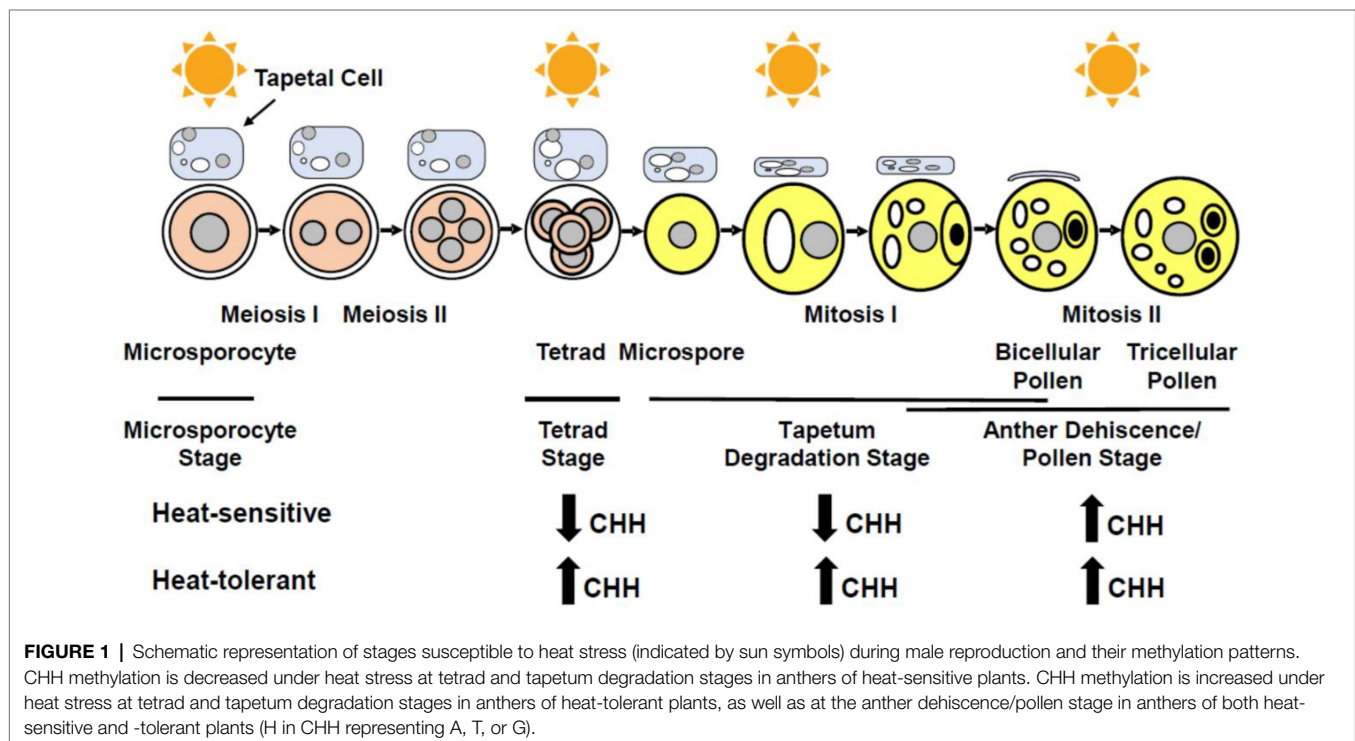 Tapetal Cell
Meiosis I Meiosis II Mitosis I Mitosis II
Microsporocyte Tetrad Microspore Bicellular Tricellular
Pollen Pollen
Microsporocyte Tetrad Tapetum Anther Dehiscence/
Stage Stage Degradation Stage Pollen Stage
Heat-sensitive CHH CHH CHH
Heat-tolerant CHH CHH CHH
FIGURE 1 | Schematic representation of stages susceptible to heat stress (indicated by sun symbols) during male reproduction and their methylation patterns.
CHH methylation is decreased under heat stress at tetrad and tapetum degradation stages in anthers of heat-sensitive plants. CHH methylation is increased under
heat stress at tetrad and tapetum degradation stages in anthers of heat-tolerant plants, as well as at the anther dehiscence/pollen stage in anthers of both heat-
sensitive and -tolerant plants (H in CHH representing A, T, or G).